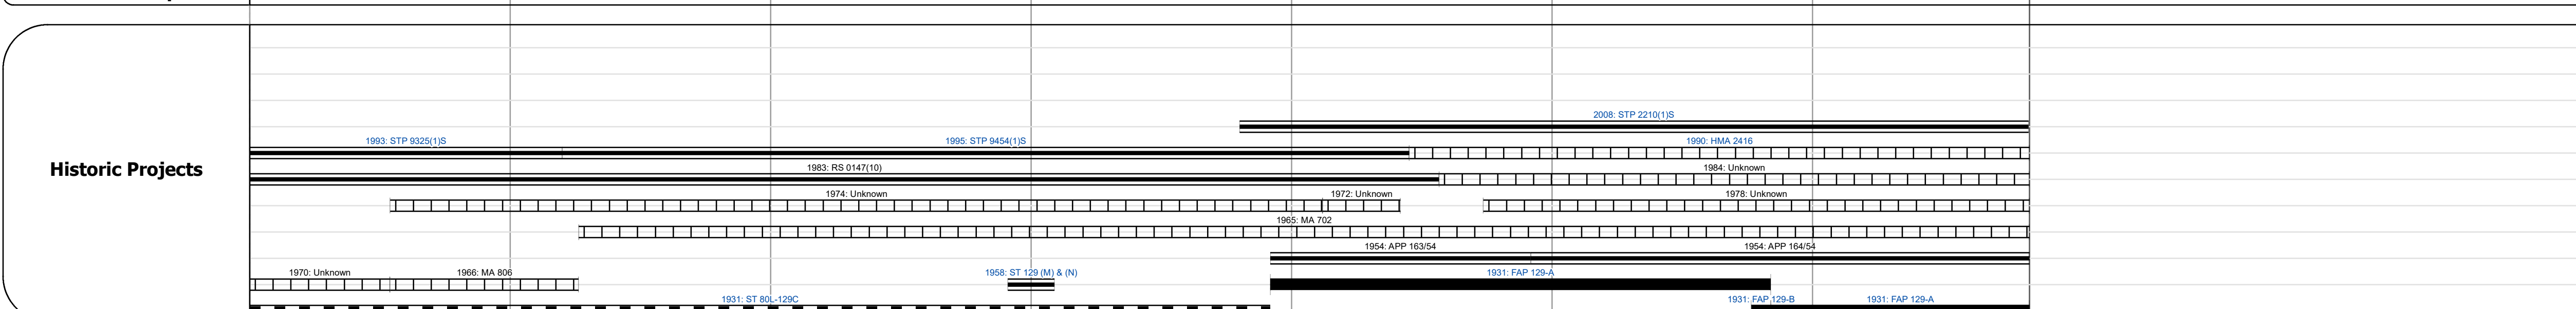 2008: STP 2210(1)S
1993: STP 9325(1)S 1995: STP 9454(1)S 1990: HMA 2416
Historic Projects
1983: RS 0147(10) 1984: Unknown
1974: Unknown 1972: Unknown 1978: Unknown
1965: MA 702
1954: APP 163/54 1954: APP 164/54
1970: Unknown 1966: MA 806 1958: ST 129 (M) & (N) 1931: FAP 129-A
1931: ST 80L-129C 1931: FAP 129-B 1931: FAP 129-A